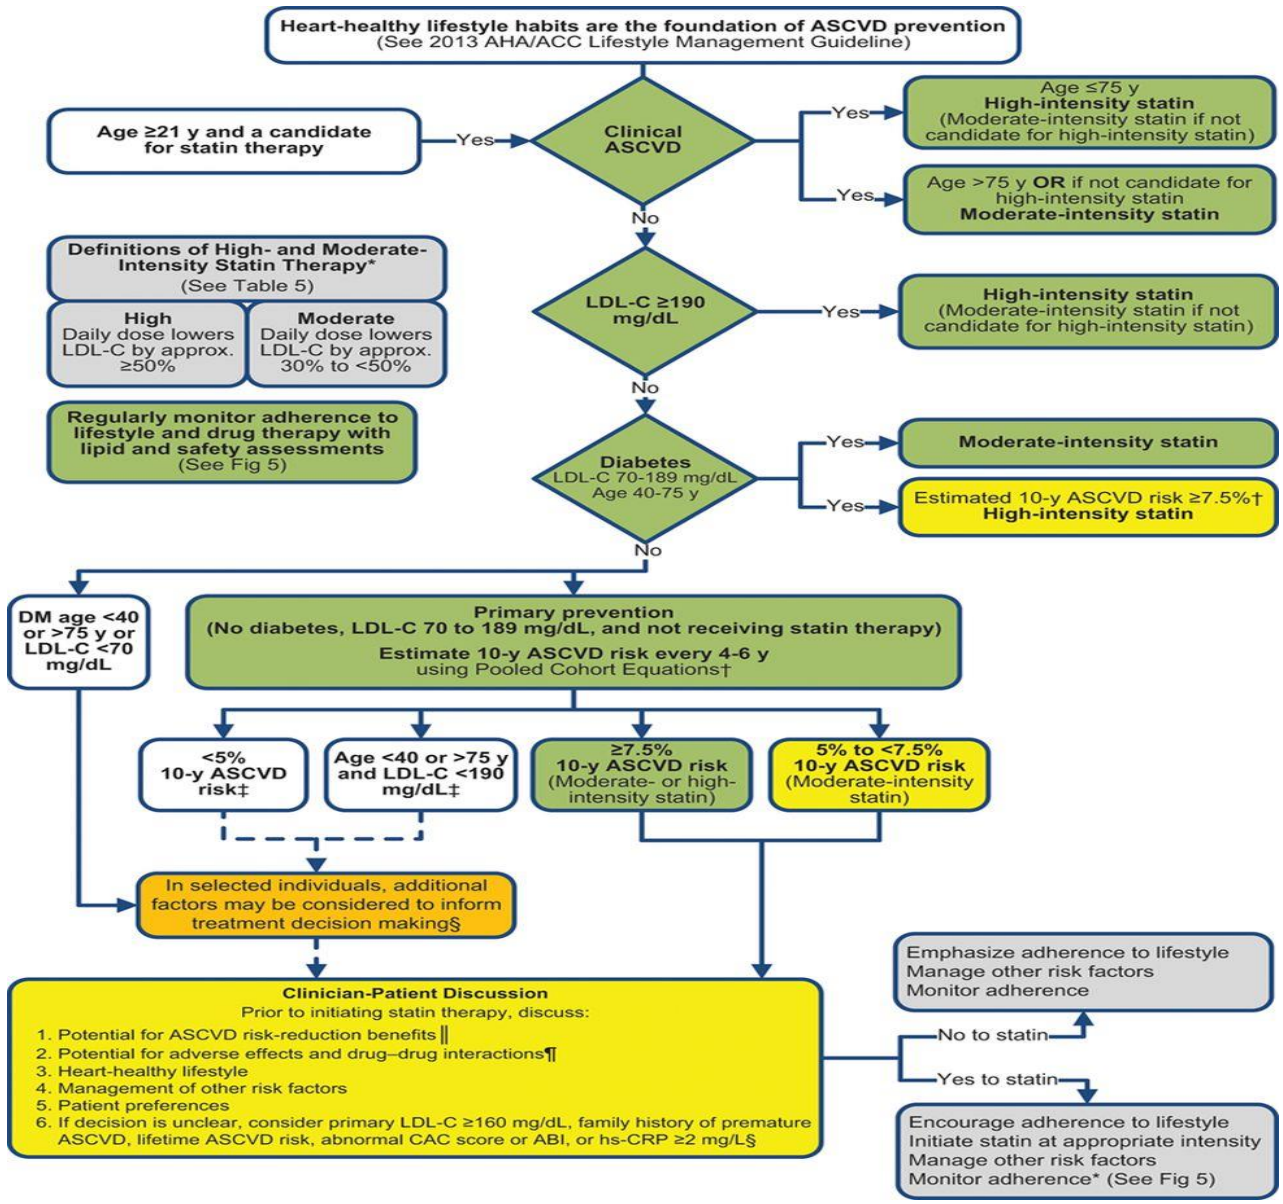 Heart-healthy lifestyle habits are the foundation of ASCVD prevention
(See 2013 AHA/ACC Lifestyle Management Guideline)
Age ≥21 y and a candidate
for statin therapy
Yes
Clinical
ASCVD
Yes
Age ≤75 y
High-intensity statin
(Moderate-intensity statin if not
candidate for high-intensity statin)
Yes
Age >75 y OR if not candidate for
high-intensity statin
Moderate-intensity statin
No
Definitions of High- and Moderate-
Intensity Statin Therapy*
(See Table 5)
High
Daily dose lowers
LDL-C by approx.
≥50%
Moderate
Daily dose lowers
LDL-C by approx.
30% to <50%
LDL-C ≥190
mg/dL
Yes
High-intensity statin
(Moderate-intensity statin if not
candidate for high-intensity statin)
No
Regularly monitor adherence to
lifestyle and drug therapy with
lipid and safety assessments
(See Fig 5)
Diabetes
LDL-C 70-189 mg/dL
Age 40-75 y
Yes
Moderate-intensity statin
Yes
Estimated 10-y ASCVD risk ≥7.5%†
High-intensity statin
No
DM age <40
or >75 y or
LDL-C <70
mg/dL
Primary prevention
(No diabetes, LDL-C 70 to 189 mg/dL, and not receiving statin therapy)
Estimate 10-y ASCVD risk every 4-6 y
using Pooled Cohort Equations†
<5%
10-y ASCVD
risk‡
Age <40 or >75 y
and LDL-C <190
mg/dL‡
≥7.5%
10-y ASCVD risk
(Moderate- or high-
intensity statin)
5% to <7.5%
10-y ASCVD risk
(Moderate-intensity
statin)
In selected individuals, additional
factors may be considered to inform
treatment decision making§
Clinician-Patient Discussion
Prior to initiating statin therapy, discuss:
1. Potential for ASCVD risk-reduction benefits‖
2. Potential for adverse effects and drug–drug interactions¶
3. Heart-healthy lifestyle
4. Management of other risk factors
5. Patient preferences
6. If decision is unclear, consider primary LDL-C ≥160 mg/dL, family history of premature
ASCVD, lifetime ASCVD risk, abnormal CAC score or ABI, or hs-CRP ≥2 mg/L§
Emphasize adherence to lifestyle
Manage other risk factors
Monitor adherence
No to statin
Yes to statin
Encourage adherence to lifestyle
Initiate statin at appropriate intensity
Manage other risk factors
Monitor adherence* (See Fig 5)